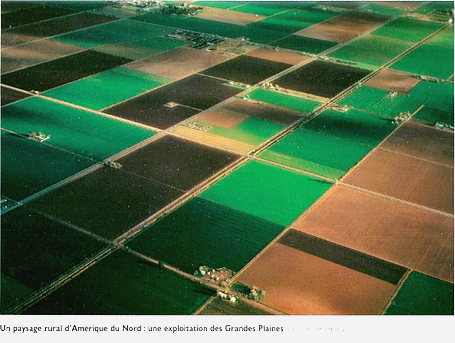 Un paysage rural d'Amérique du Nord : une exploitation des Grandes Plaines